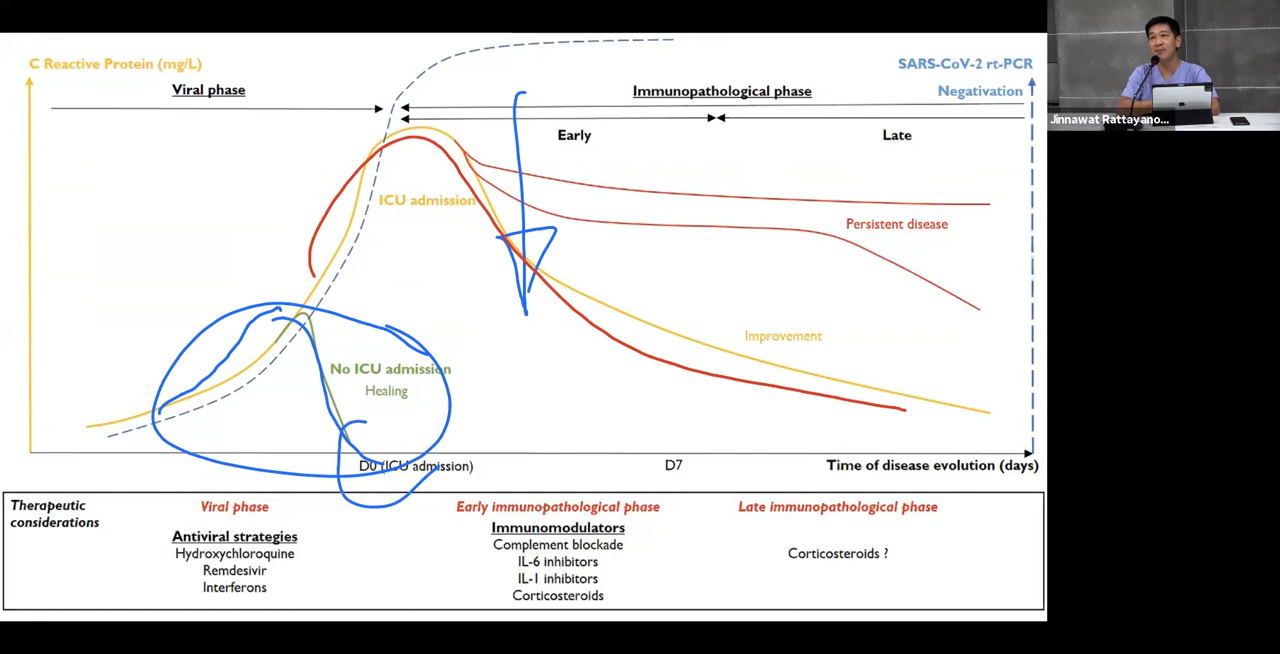 C Reactive Protein (mg/L)
SARS-CoV-2 rt-PCR
Negativation
Viral phase
Immunopathological phase
Early
Late
Jinnawat Rattayano...
ICU admission
Persistent disease
Improvement
No ICU admission
Healing
D0 (ICU admission)
D7
Time of disease evolution (days)
Therapeutic
considerations
Viral phase
Antiviral strategies
Hydroxychloroquine
Remdesivir
Interferons
Early immunopathological phase
Immunomodulators
Complement blockade
IL-6 inhibitors
IL-1 inhibitors
Corticosteroids
Late immunopathological phase
Corticosteroids ?